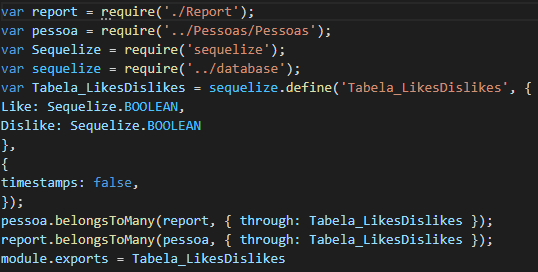 var report = require('./Report');
var pessoa = require('../Pessoas/Pessoas');
var Sequelize = require('sequelize');
var sequelize = require('../database');
var Tabela_LikesDislikes = sequelize.define('Tabela_LikesDislikes', {
Like: Sequelize.BOOLEAN,
Dislike: Sequelize.BOOLEAN
},
{
timestamps: false,
});
pessoa.belongsToMany(report, { through: Tabela_LikesDislikes });
report.belongsToMany(pessoa, { through: Tabela_LikesDislikes });
module.exports = Tabela_LikesDislikes